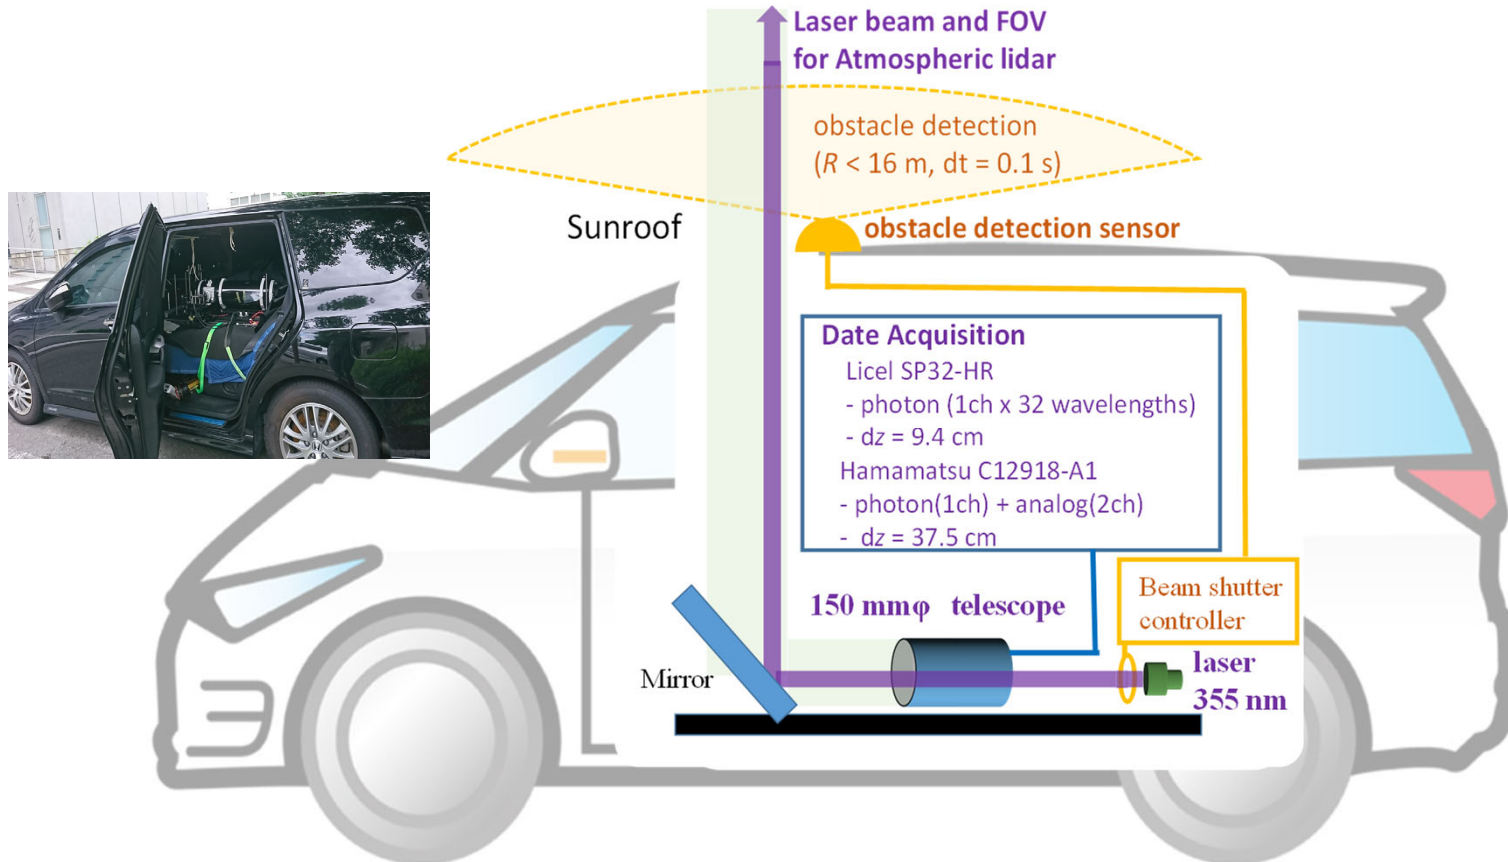 Laser beam and FOV
for Atmospheric lidar
obstacle detection
(R < 16 m, dt = 0.1 s)
Sunroof
obstacle detection sensor
Date Acquisition
Licel SP32-HR
- photon (1ch x 32 wavelengths)
- dz = 9.4 cm
Hamamatsu C12918-A1
- photon(1ch) + analog(2ch)
- dz = 37.5 cm
Beam shutter
controller
150 mmφ telescope
Mirror
laser
355 nm